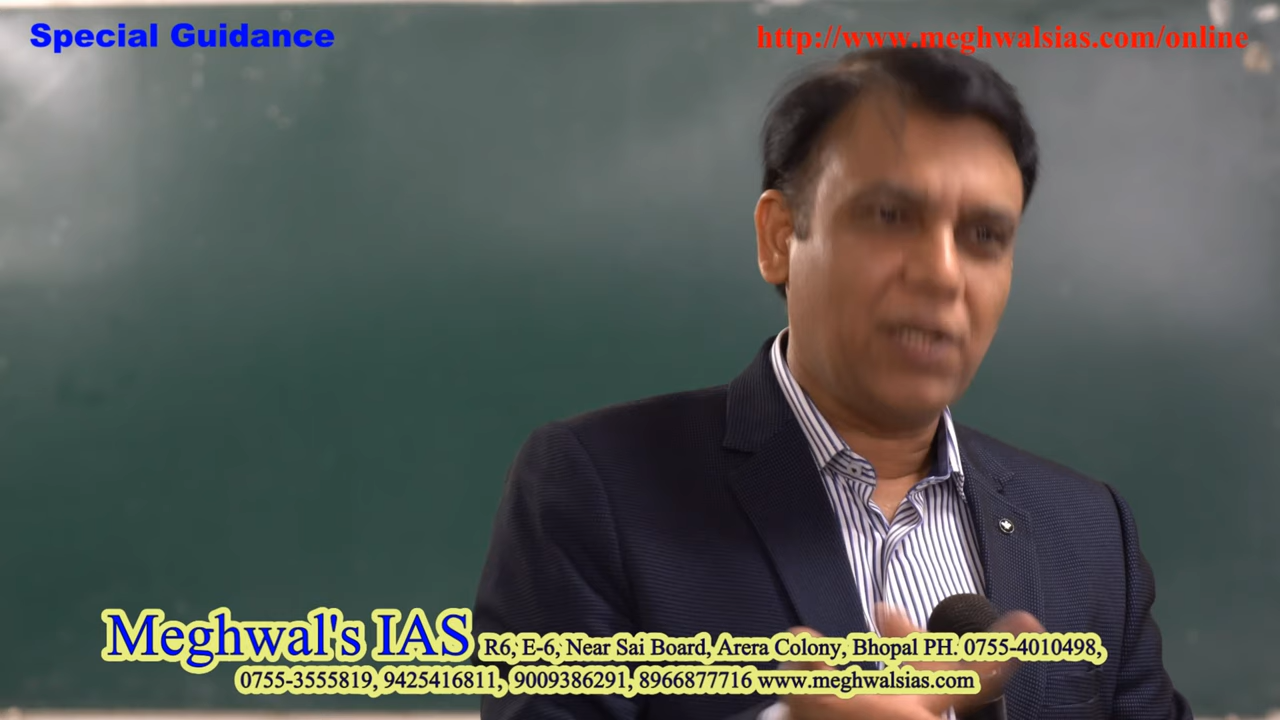 Special Guidance
http://www.meghwalsias.com/online
Meghwal's IAS R6, E-6, Near Sai Board, Arera Colony, Bhopal PH. 0755-4010498,
0755-3555819, 9425416811, 9009386291, 8966877716 www.meghwalsias.com